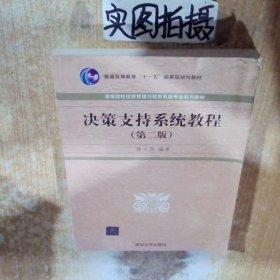 实图拍摄
普通高等教育"十一五"国家级规划教材
高等院校信息管理与信息系统专业系列教材
决策支持系统教程
（第二版）
编著
清华大学出版社